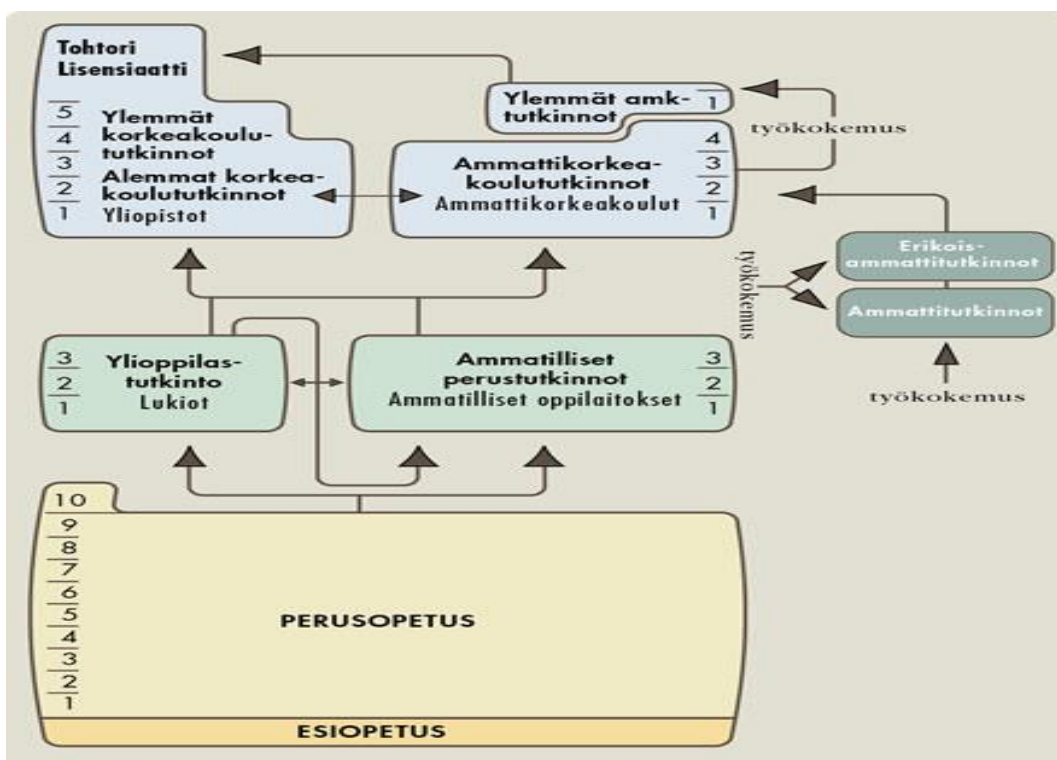 Tohtori
Lisensiaatti
5
4
3
2
1
Ylemmät
korkeakoulu-
tutkinnot
Alemmat korkea-
koulututkinnot
Yliopistot
Ylemmät amk-
tutkinnot
1
työkokemus
Ammattikorkea-
koulututkinnot
Ammattikorkeakoulut
4
3
2
1
työkokemus
Erikois-
ammattitutkinnot
Ammattitutkinnot
työkokemus
3
2
1
Ylioppilas-
tutkinto
Lukiot
Ammatilliset
perustutkinnot
Ammatilliset oppilaitokset
3
2
1
10
9
8
7
6
5
4
3
2
1
PERUSOPETUS
ESIOPETUS